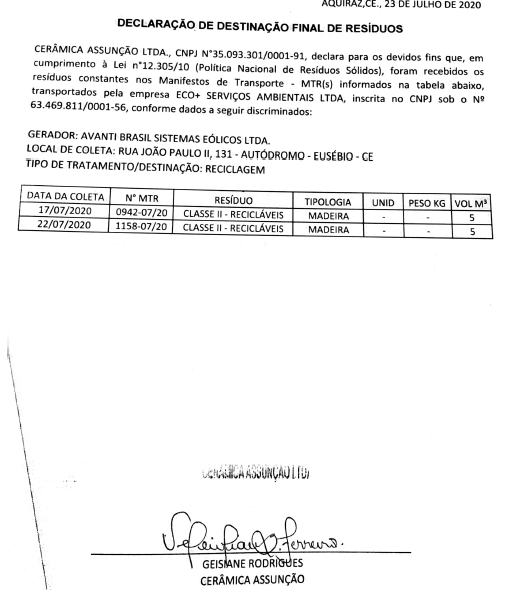 AQUIRAZ,CE., 23 DE JULHO DE 2020
DECLARAÇÃO DE DESTINAÇÃO FINAL DE RESÍDUOS
CERÂMICA ASSUNÇÃO LTDA., CNPJ N°35.093.301/0001-91, declara para os devidos fins que, em
cumprimento à Lei n°12.305/10 (Política Nacional de Resíduos Sólidos), foram recebidos os
resíduos constantes nos Manifestos de Transporte - MTR(s) informados na tabela abaixo,
transportados pela empresa ECO+ SERVIÇOS AMBIENTAIS LTDA, inscrita no CNPJ sob o Nº
63.469.811/0001-56, conforme dados a seguir discriminados:
GERADOR: AVANTI BRASIL SISTEMAS EÓLICOS LTDA.
LOCAL DE COLETA: RUA JOÃO PAULO II, 131 - AUTÓDROMO - EUSÉBIO - CE
TIPO DE TRATAMENTO/DESTINAÇÃO: RECICLAGEM
DATA DA COLETA N° MTR RESÍDUO TIPOLOGIA UNID PESO KG VOL M³
17/07/2020 0942-07/20 CLASSE II - RECICLÁVEIS MADEIRA - - 5
22/07/2020 1158-07/20 CLASSE II - RECICLÁVEIS MADEIRA - - 5
CERÂMICA ASSUNÇÃO LTDA
GEISIANE RODRIGUES
CERÂMICA ASSUNÇÃO